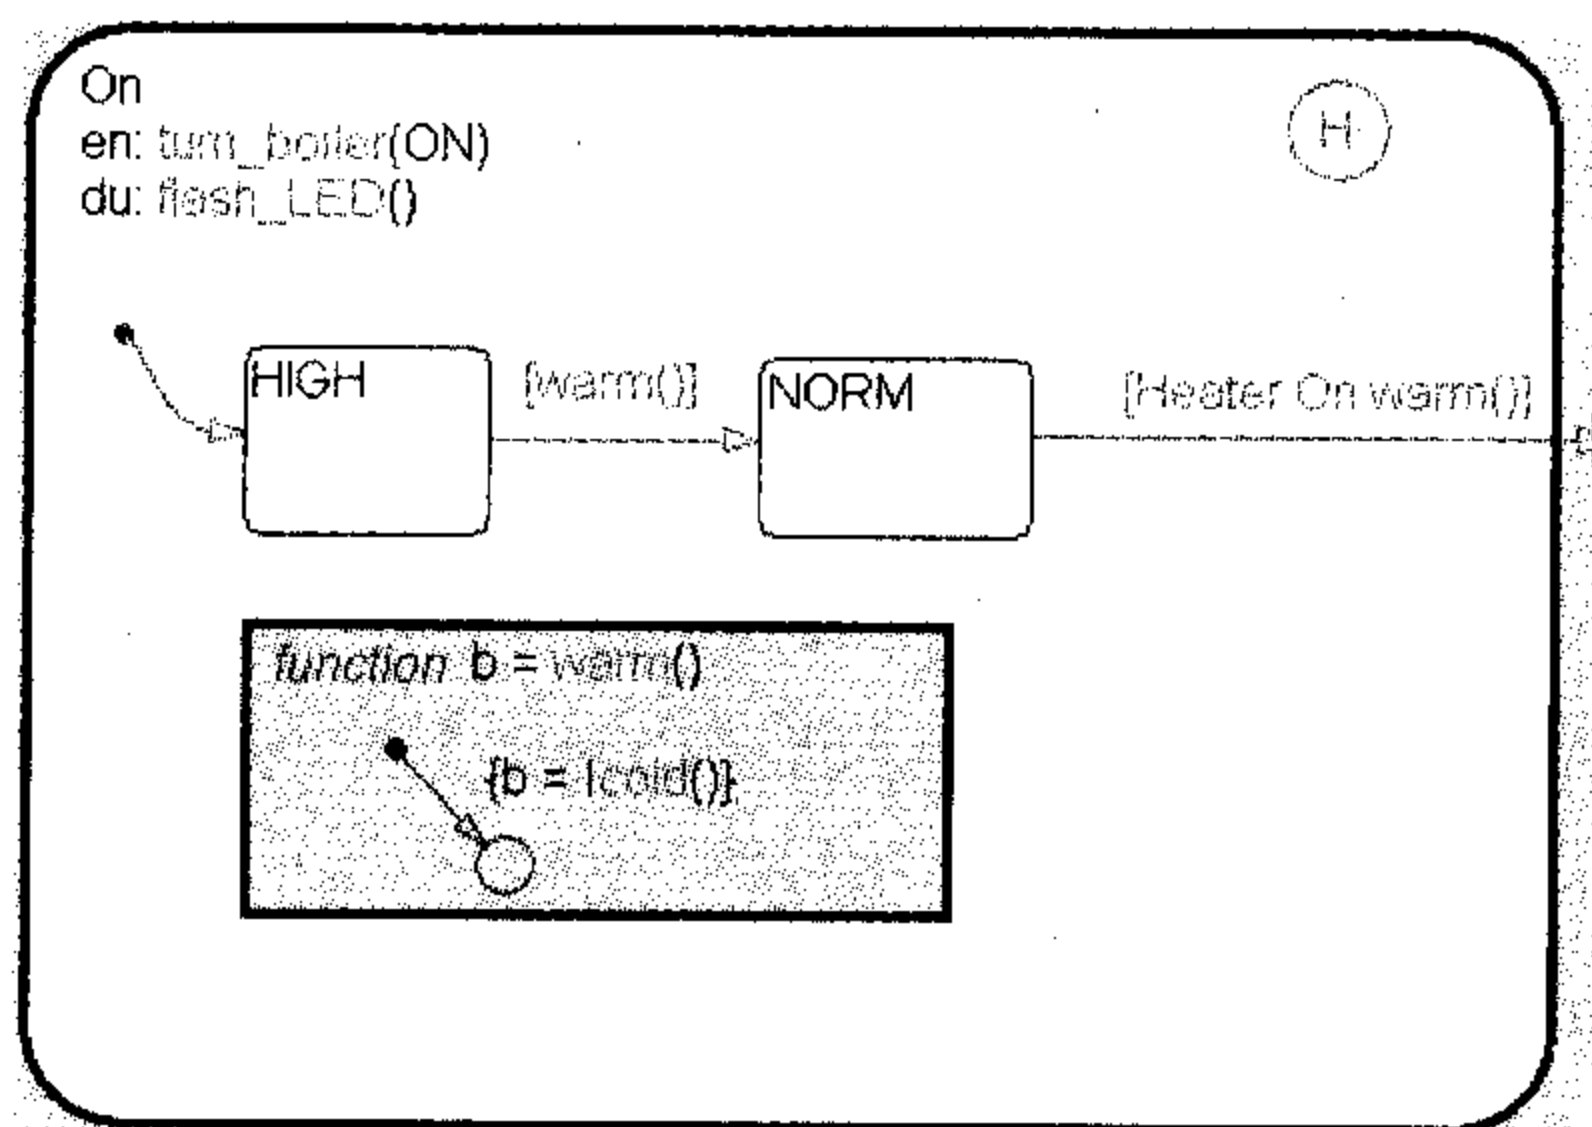 On
en: turn_boiler(ON)
du: flash_LED()
H
HIGH
[warm()]
NORM
[Heater On warm()]
function b = warm()
{b = !cold()}